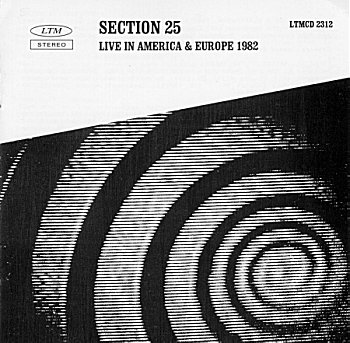 LTM
STEREO
SECTION 25
LIVE IN AMERICA & EUROPE 1982
LTMCD 2312